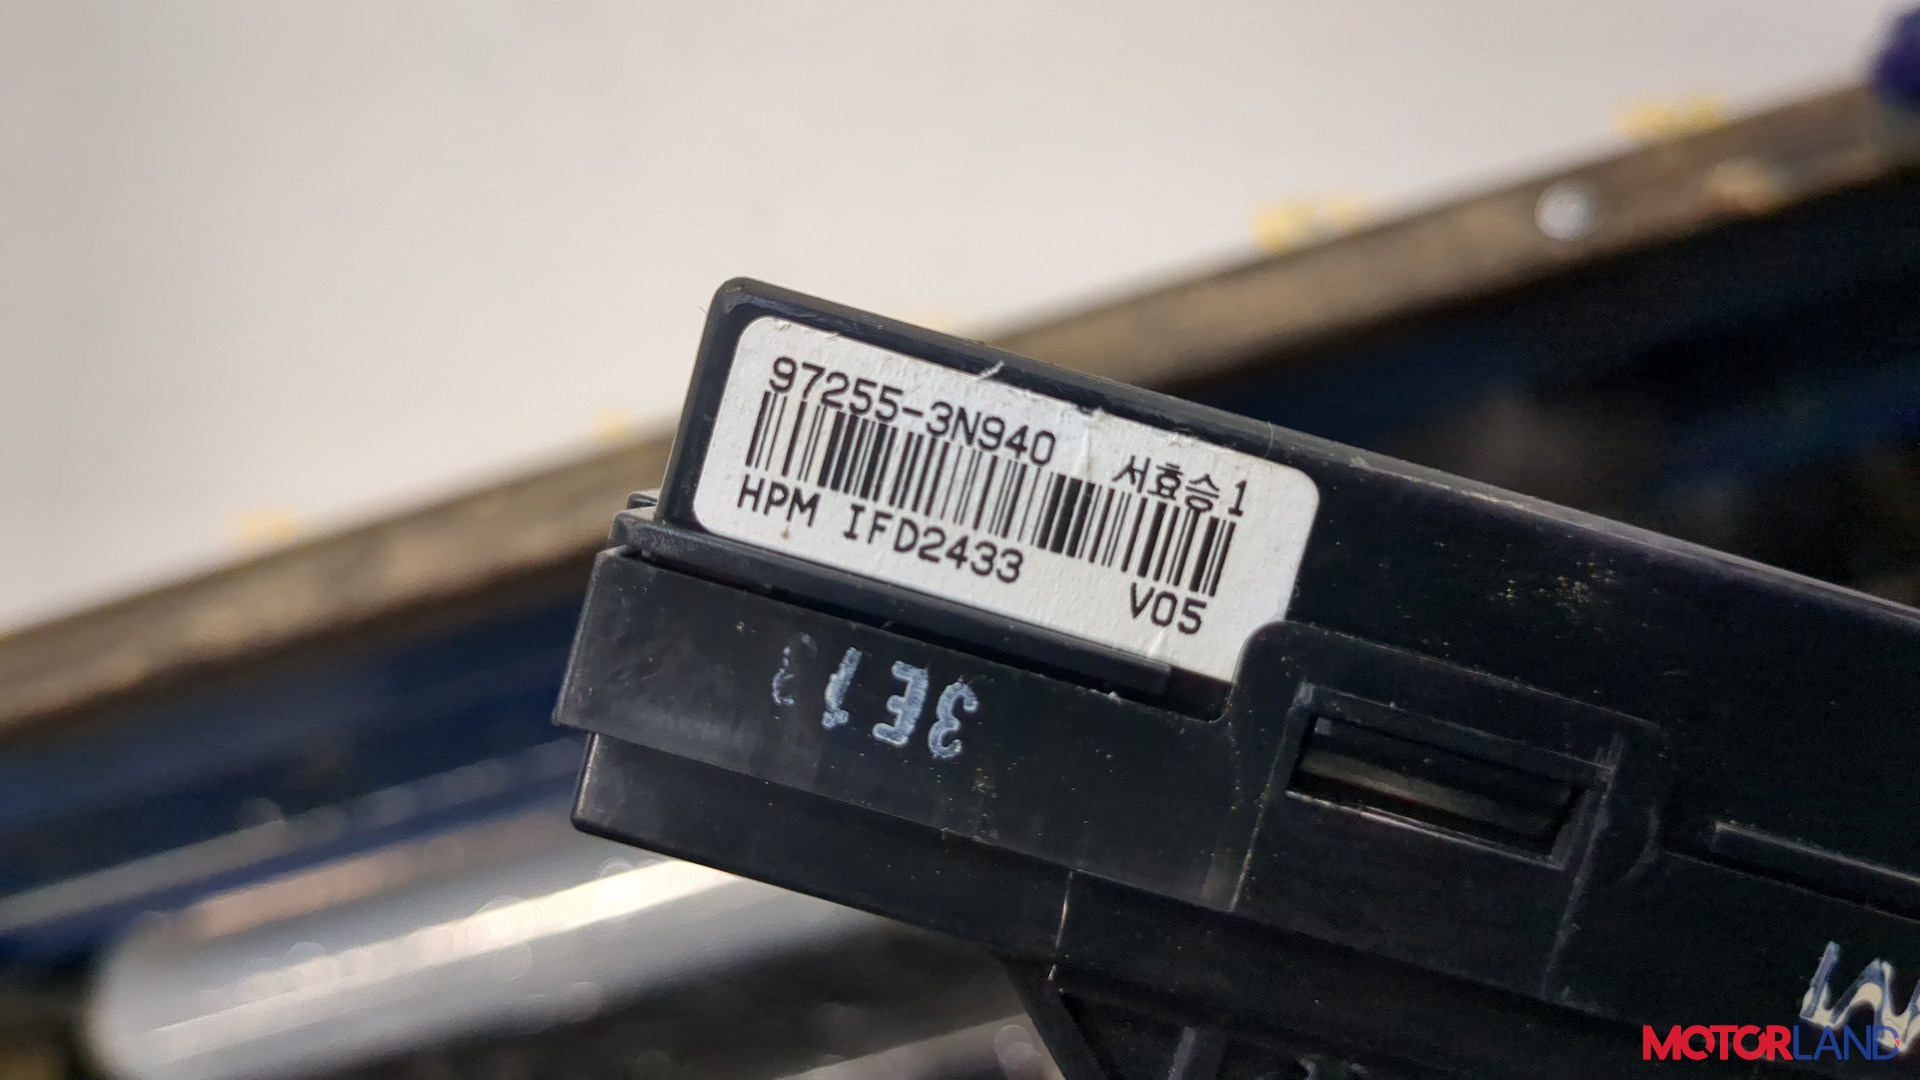 97255-3N940 서효승1
HPM IFD2433 V05
3E1
MOTORLAND